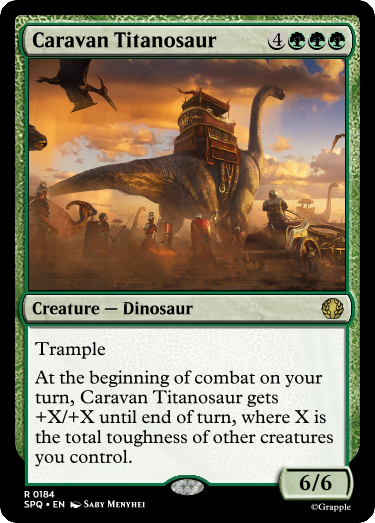 Caravan Titanosaur 4
Creature — Dinosaur
Trample
At the beginning of combat on your
turn, Caravan Titanosaur gets
+X/+X until end of turn, where X is
the total toughness of other creatures
you control.
6/6
R 0184
SPQ • EN Saby Menyhei
©Grapple